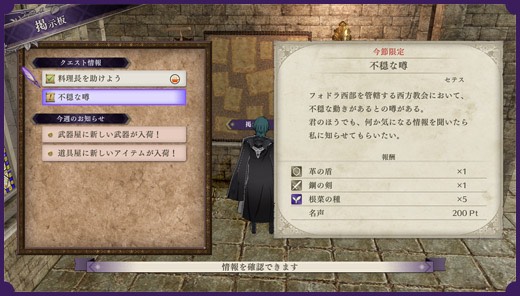 掲示板
クエスト情報
料理長を助けよう
不穏な噂
今週のお知らせ
武器屋に新しい武器が入荷！
道具屋に新しいアイテムが入荷！
今節限定
不穏な噂
セテス
フォドラ西部を管轄する西方教会において、
不穏な動きがあるとの噂がある。
君のほうでも、何か気になる情報を聞いたら
私に知らせてもらいたい。
報酬
革の盾 ×1
鋼の剣 ×1
根菜の種 ×5
名声 200 Pt
情報を確認できます